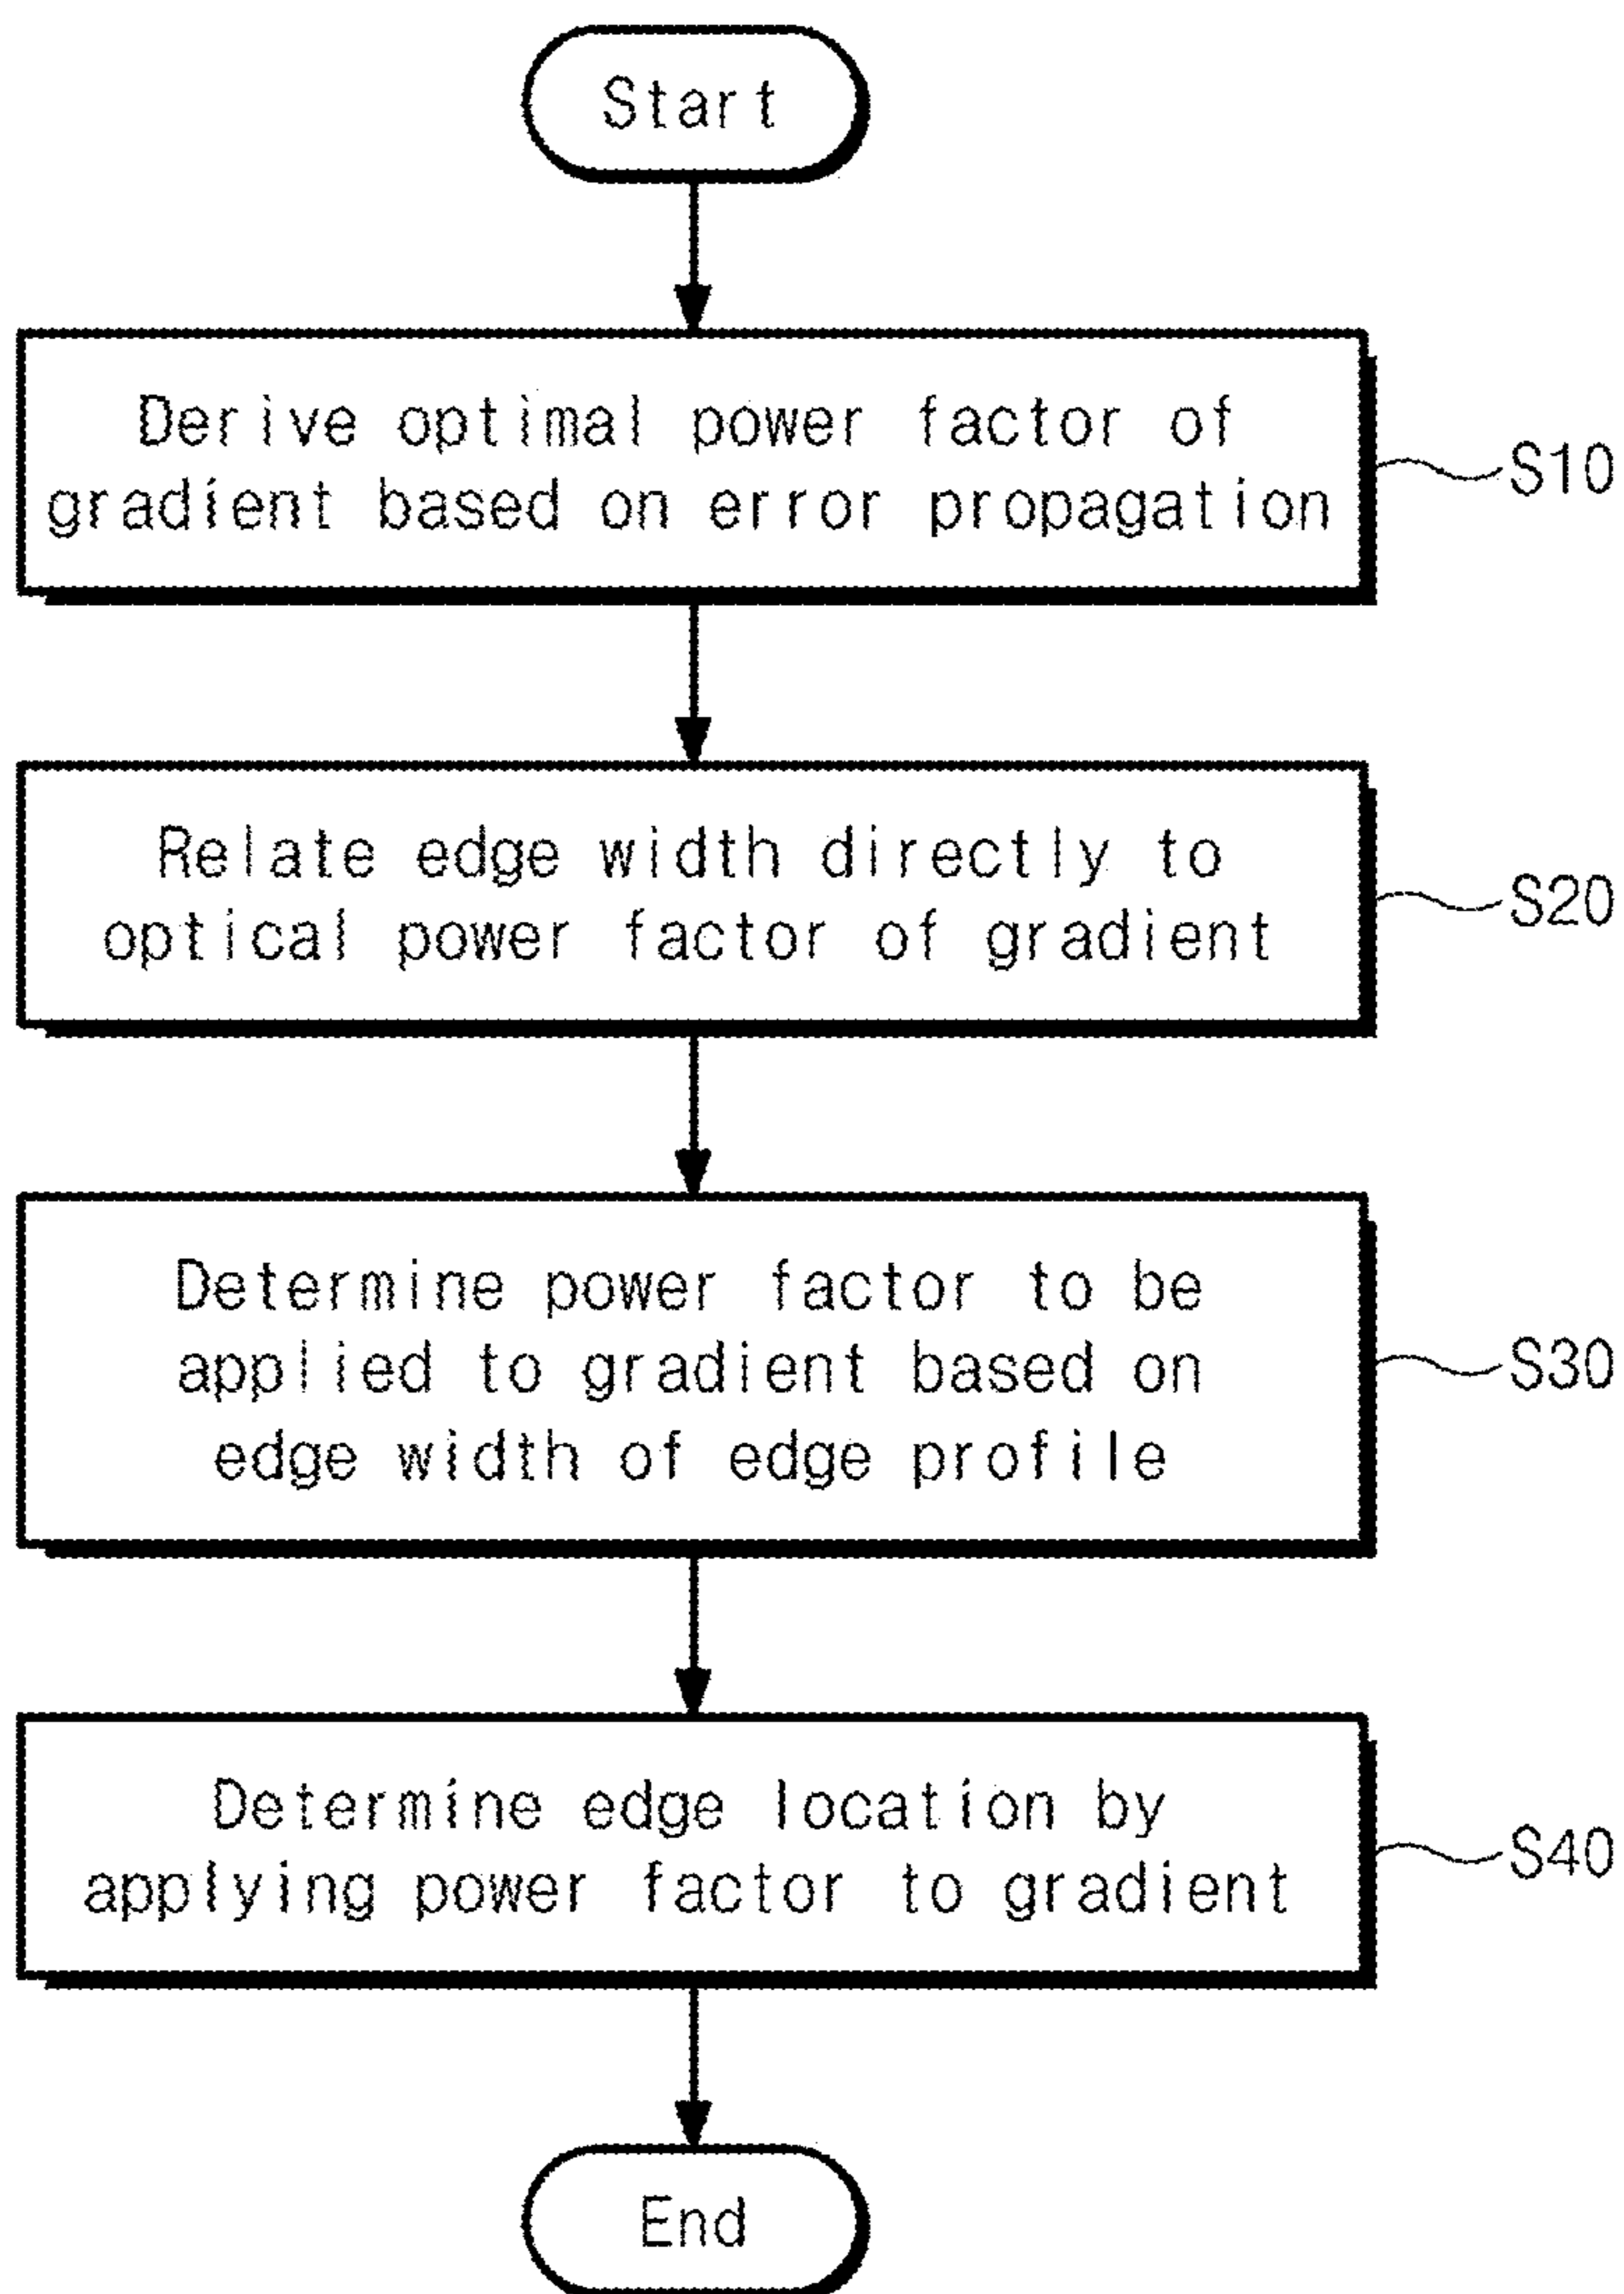 Start
Derive optimal power factor of
gradient based on error propagation
S10
Relate edge width directly to
optical power factor of gradient
S20
Determine power factor to be
applied to gradient based on
edge width of edge profile
S30
Determine edge location by
applying power factor to gradient
S40
End